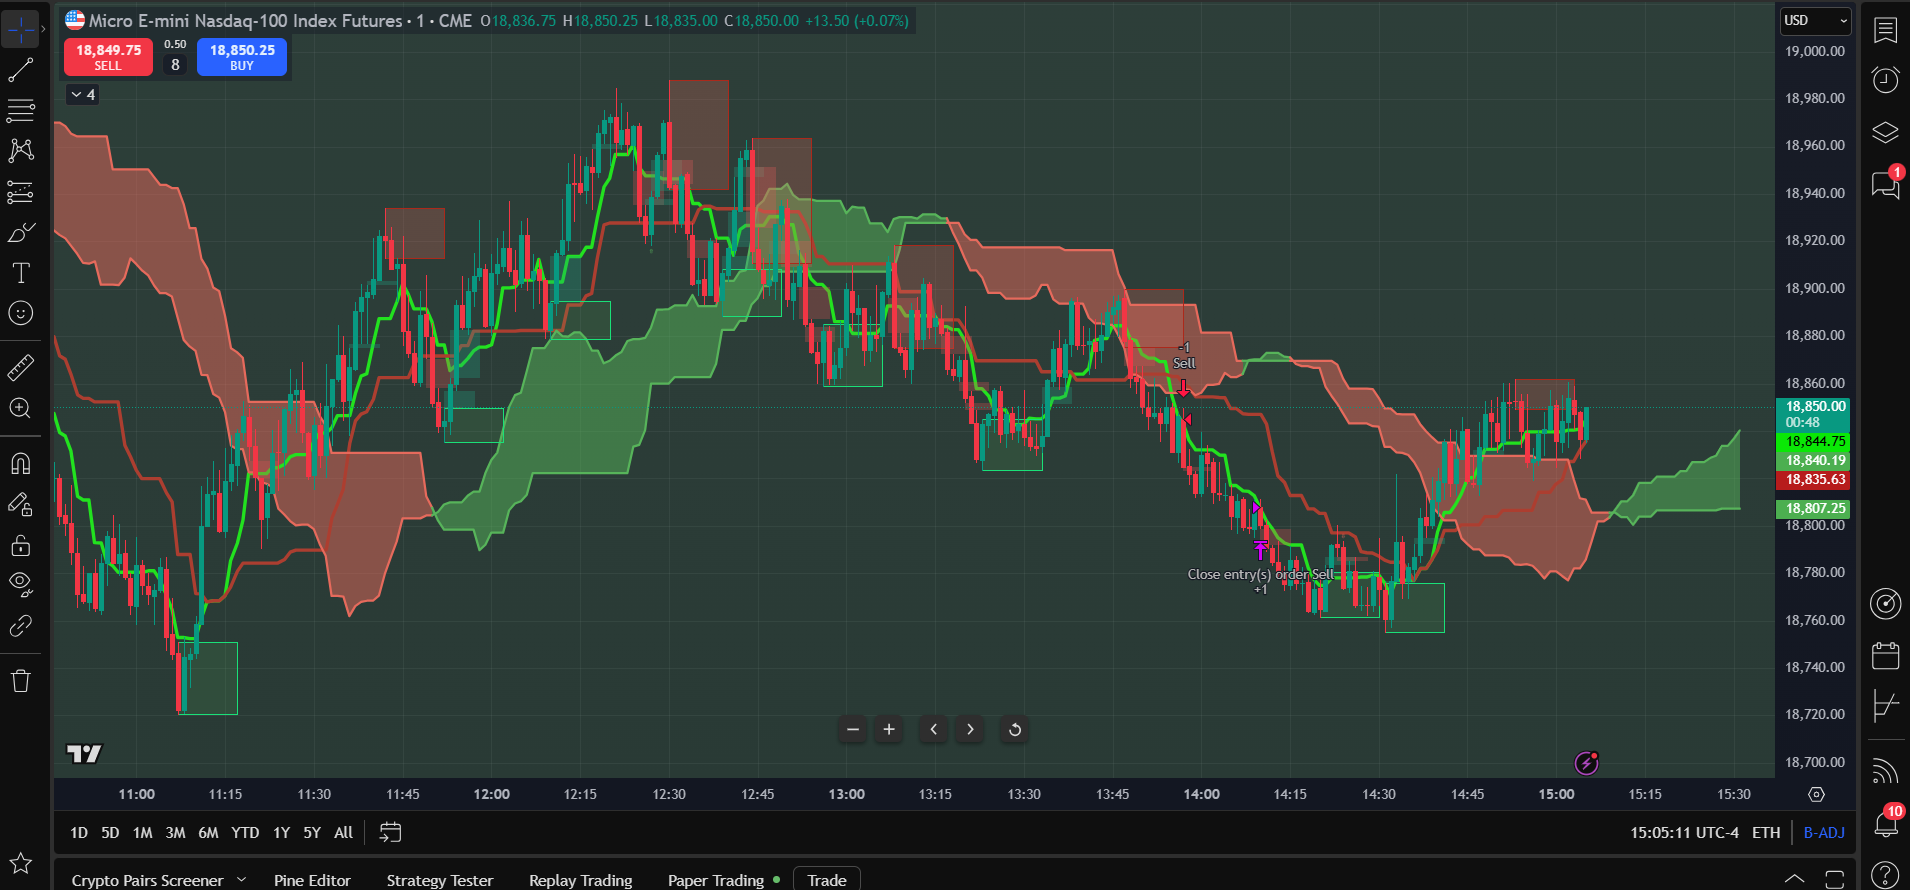 Micro E-mini Nasdaq-100 Index Futures · 1 · CME O18,836.75 H18,850.25 L18,835.00 C18,850.00 +13.50 (+0.07%)
USD
18,849.75
SELL
0.50
8
18,850.25
BUY
4
19,000.00
18,980.00
18,960.00
18,940.00
18,920.00
18,900.00
18,880.00
18,860.00
18,850.00
00:48
18,844.75
18,840.19
18,835.63
18,807.25
18,800.00
18,780.00
18,760.00
18,740.00
18,720.00
18,700.00
-1
Sell
Close entry(s) order Sell
+1
1
10
11:00 11:15 11:30 11:45 12:00 12:15 12:30 12:45 13:00 13:15 13:30 13:45 14:00 14:15 14:30 14:45 15:00 15:15 15:30
1D 5D 1M 3M 6M YTD 1Y 5Y All
15:05:11 UTC-4 ETH B-ADJ
Crypto Pairs Screener Pine Editor Strategy Tester Replay Trading Paper Trading Trade